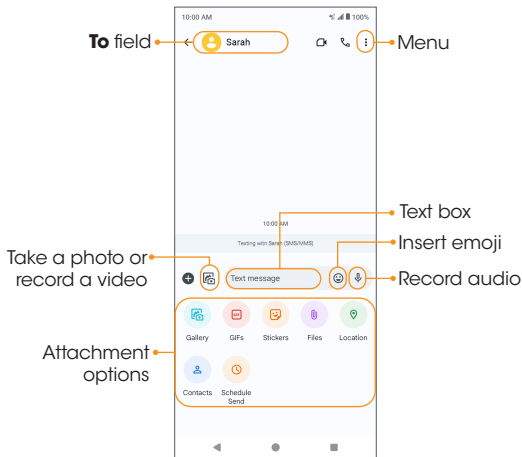 10:00 AM
100%
To field
Sarah
Menu
10:00 AM
Texting with Sarah (SMS/MMS)
Text box
Insert emoji
Take a photo or
record a video
Text message
Record audio
GIF
Gallery
GIFs
Stickers
Files
Location
Attachment
options
Contacts
Schedule
Send